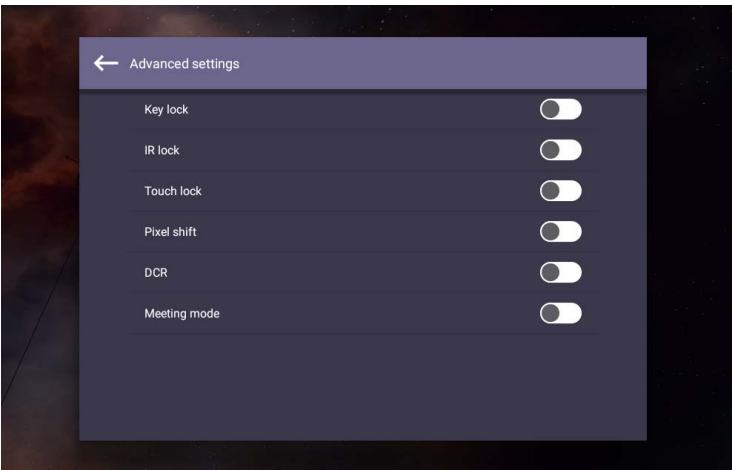 Advanced settings
Key lock
IR lock
Touch lock
Pixel shift
DCR
Meeting mode